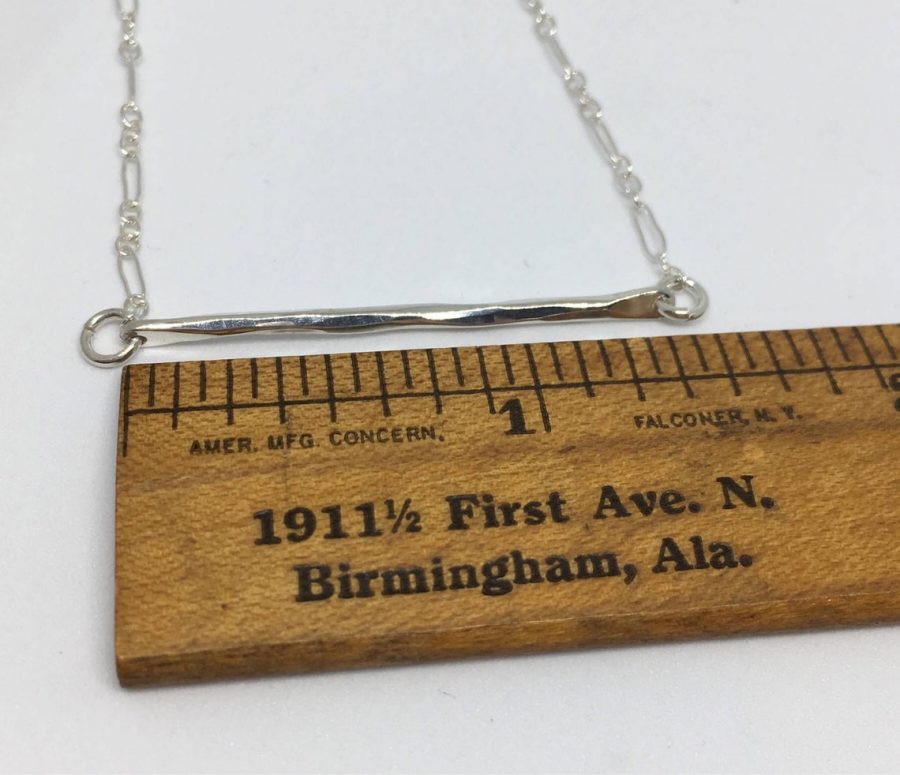 1
AMER. MFG. CONCERN.
FALCONER, N. Y.
1911½ First Ave. N.
Birmingham, Ala.